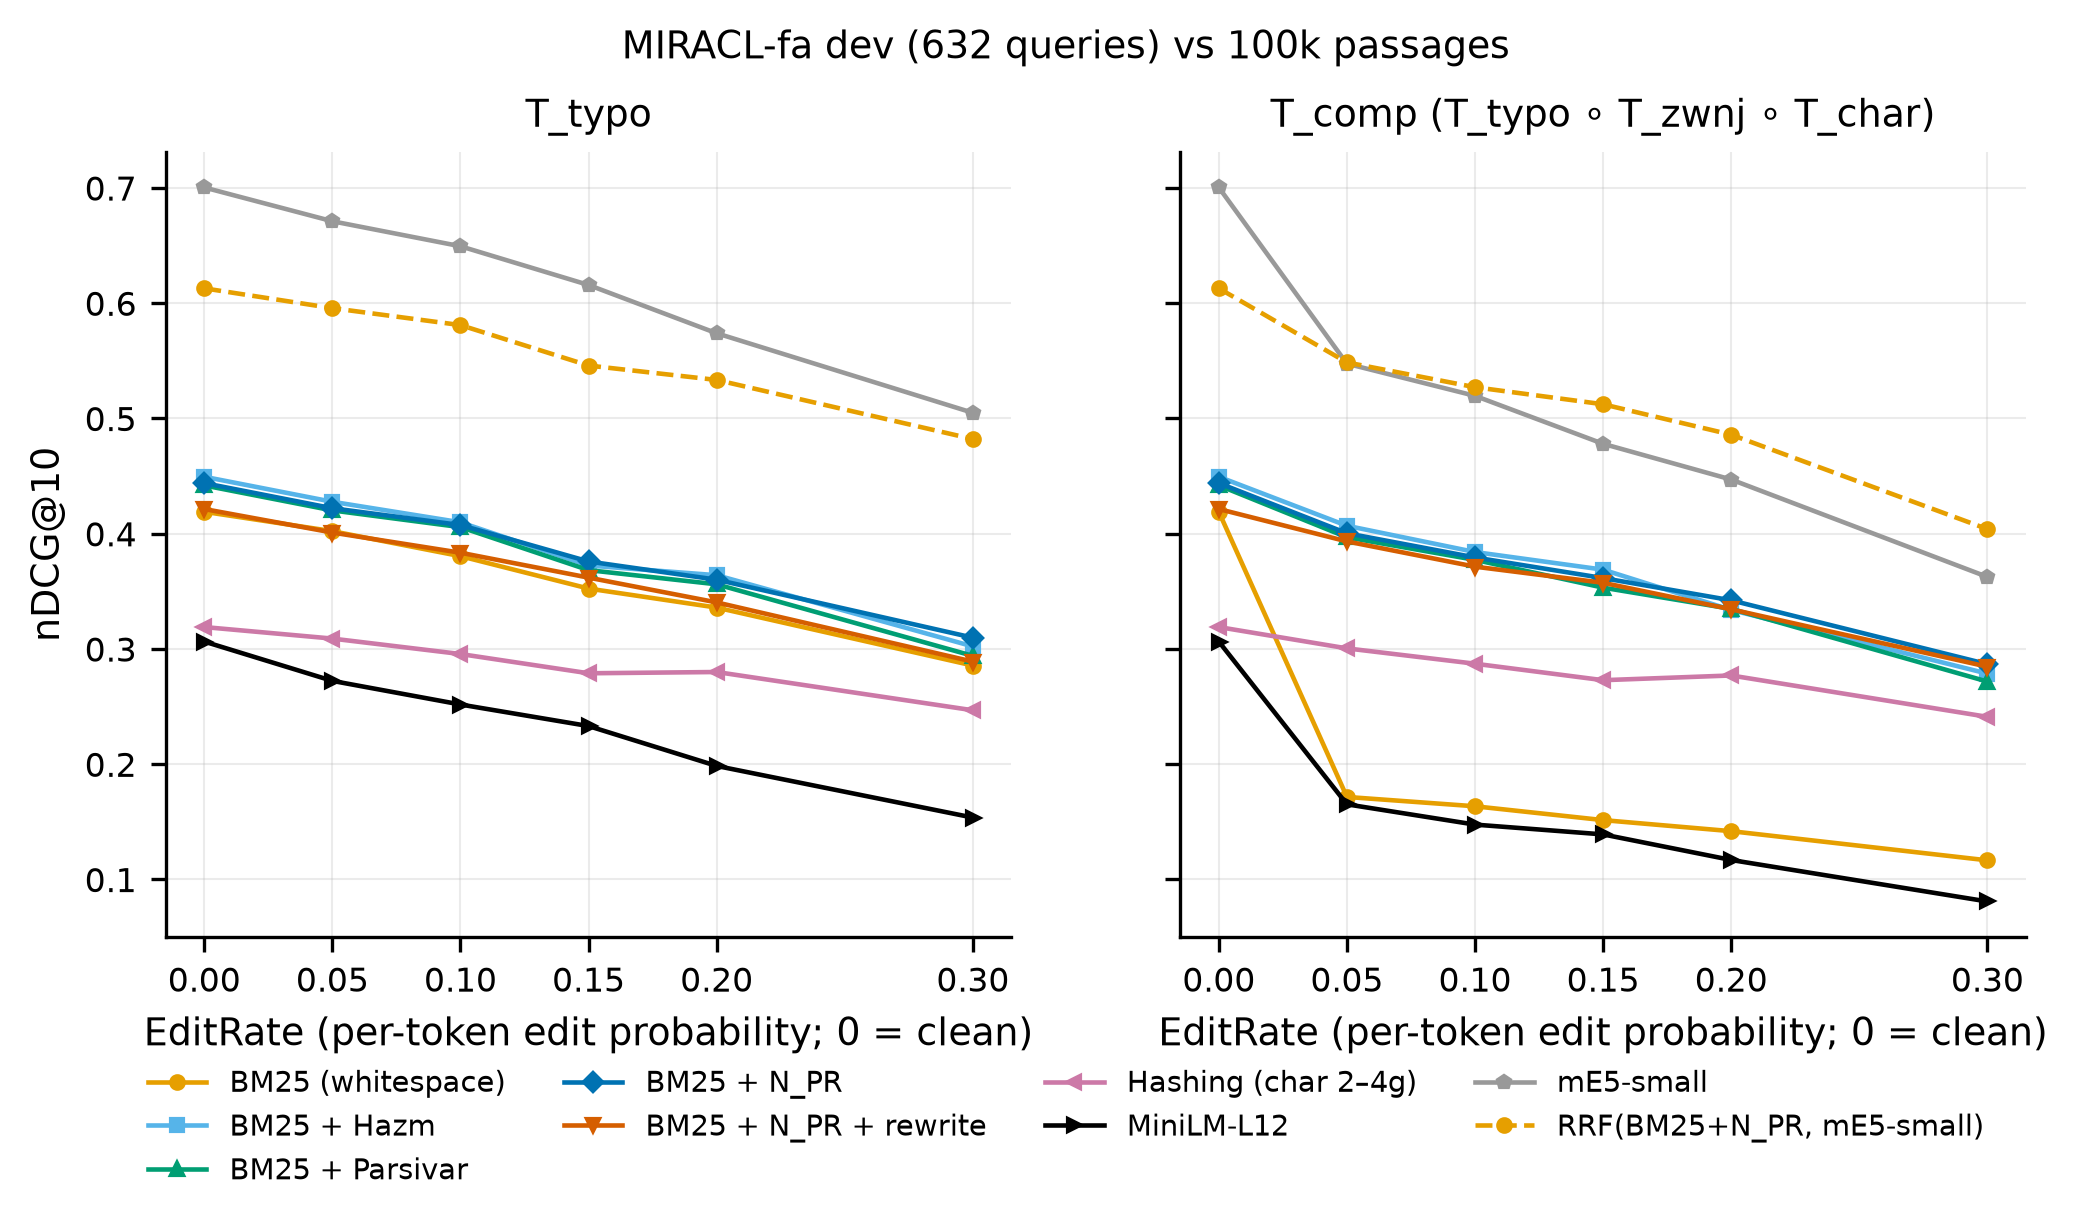 MIRACL-fa dev (632 queries) vs 100k passages
T_typo
T_comp (T_typo ∘ T_zwnj ∘ T_char)
nDCG@10
0.7
0.6
0.5
0.4
0.3
0.2
0.1
0.00 0.05 0.10 0.15 0.20 0.30
0.00 0.05 0.10 0.15 0.20 0.30
EditRate (per-token edit probability; 0 = clean)
EditRate (per-token edit probability; 0 = clean)
BM25 (whitespace)
BM25 + Hazm
BM25 + Parsivar
BM25 + N_PR
BM25 + N_PR + rewrite
Hashing (char 2–4g)
MiniLM-L12
mE5-small
RRF(BM25+N_PR, mE5-small)